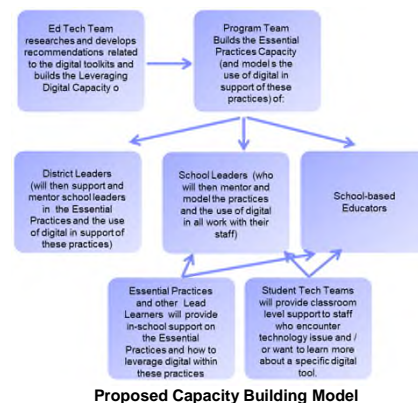 Ed Tech Team
researches and develops
recommendations related
to the digital toolkits and
builds the Leveraging
Digital Capacity o
Program Team
Builds the Essential
Practices Capacity
(and models the
use of digital in
support of these
practices) of:
District Leaders
(will then support and
mentor school leaders
in the Essential
Practices and the use
of digital in support of
these practices)
School Leaders (who
will then mentor and
model the practices
and the use of digital
in all work with their
staff)
School-based
Educators
Essential Practices
and other Lead
Learners will provide
in-school support on
the Essential
Practices and how to
leverage digital within
these practices
Student Tech Teams
will provide classroom
level support to staff
who encounter
technology issue and /
or want to learn more
about a specific digital
tool.
Proposed Capacity Building Model